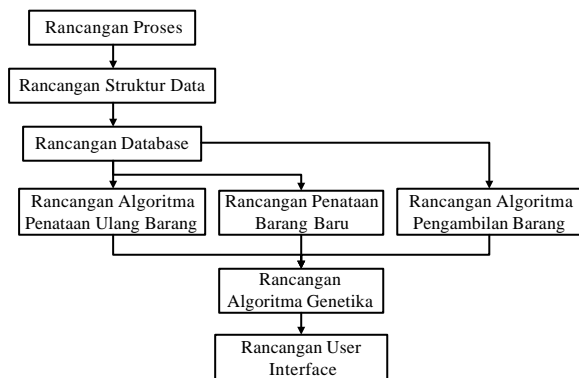 Rancangan Proses
Rancangan Struktur Data
Rancangan Database
Rancangan Algoritma
Penataan Ulang Barang
Rancangan Penataan
Barang Baru
Rancangan Algoritma
Pengambilan Barang
Rancangan
Algoritma Genetika
Rancangan User
Interface